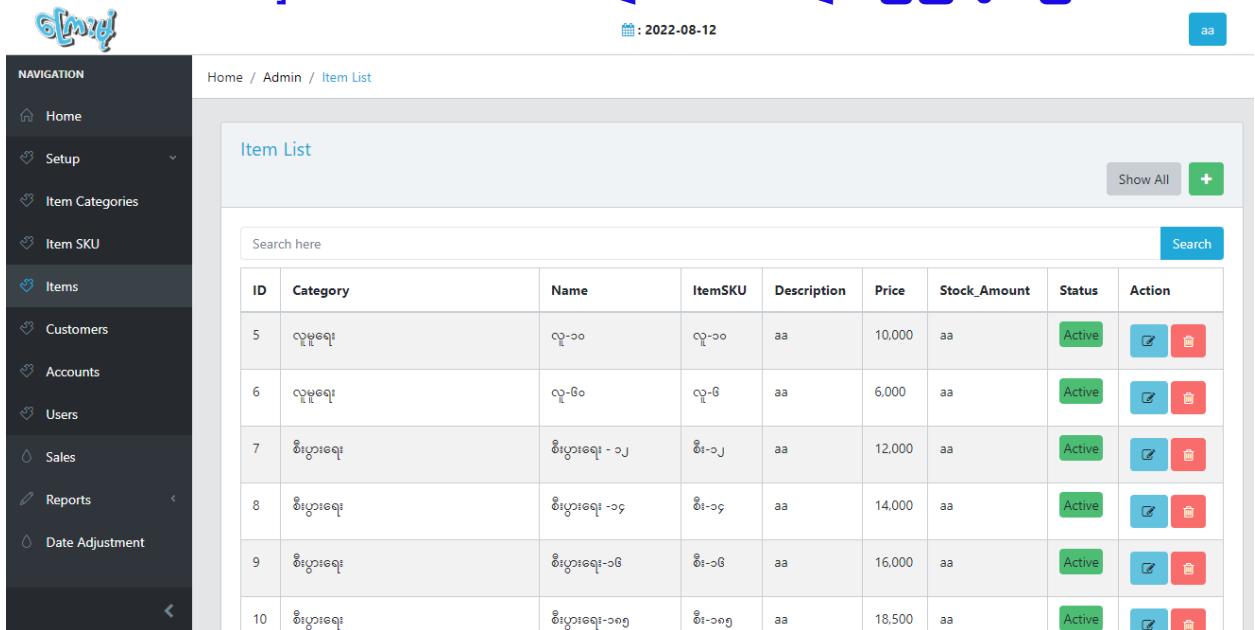 ကြေးမုံ
: 2022-08-12
aa
NAVIGATION
Home / Admin / Item List
Home
Setup
Item Categories
Item SKU
Items
Customers
Accounts
Users
Sales
Reports
Date Adjustment
Item List
Show All
+
Search here
Search
ID Category Name ItemSKU Description Price Stock_Amount Status Action
5 လူမူရေး လူ-၁၀ လူ-၁၀ aa 10,000 aa Active
6 လူမူရေး လူ-၆၀ လူ-၆ aa 6,000 aa Active
7 စီးပွားရေး စီးပွားရေး - ၁၂ စီး-၁၂ aa 12,000 aa Active
8 စီးပွားရေး စီးပွားရေး -၁၄ စီး-၁၄ aa 14,000 aa Active
9 စီးပွားရေး စီးပွားရေး-၁၆ စီး-၁၆ aa 16,000 aa Active
10 စီးပွားရေး စီးပွားရေး-၁၈၅ စီး-၁၈၅ aa 18,500 aa Active